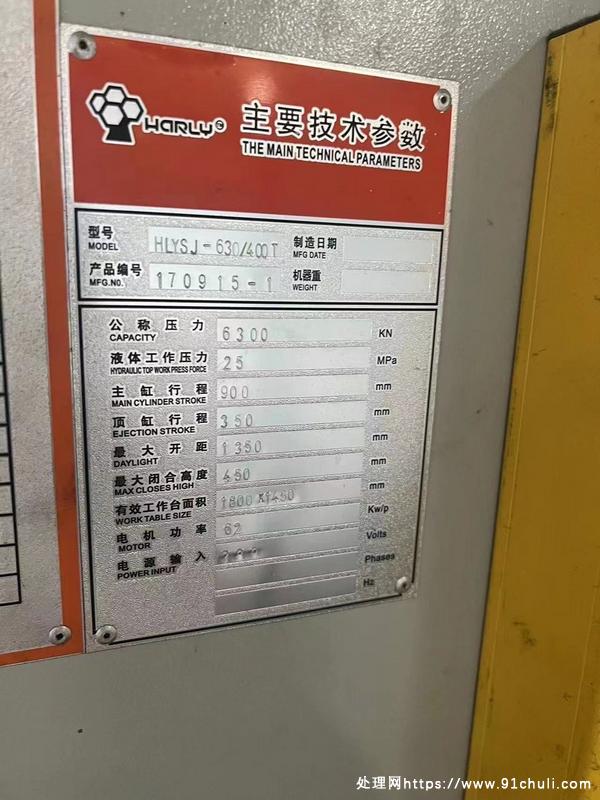 HARLY® 主要技术参数
THE MAIN TECHNICAL PARAMETERS
型号 MODEL HLYSJ-630/400T 制造日期 MFG DATE
产品编号 MFG.NO. 170915-1 机器重 WEIGHT
公称压力 CAPACITY 6300 KN
液体工作压力 HYDRAULIC TOP WORK PRESS FORCE 25 MPa
主缸行程 MAIN CYLINDER STROKE 900 mm
顶缸行程 EJECTION STROKE 350 mm
最大开距 DAYLIGHT 1350 mm
最大闭合高度 MAX CLOSES HIGH 450 mm
有效工作台面积 WORK TABLE SIZE 1800×1450 mm
电机功率 MOTOR 62 Kw/p
电源输入 POWER INPUT Volts
Phases
Hz
处理网https://www.91chuli.com